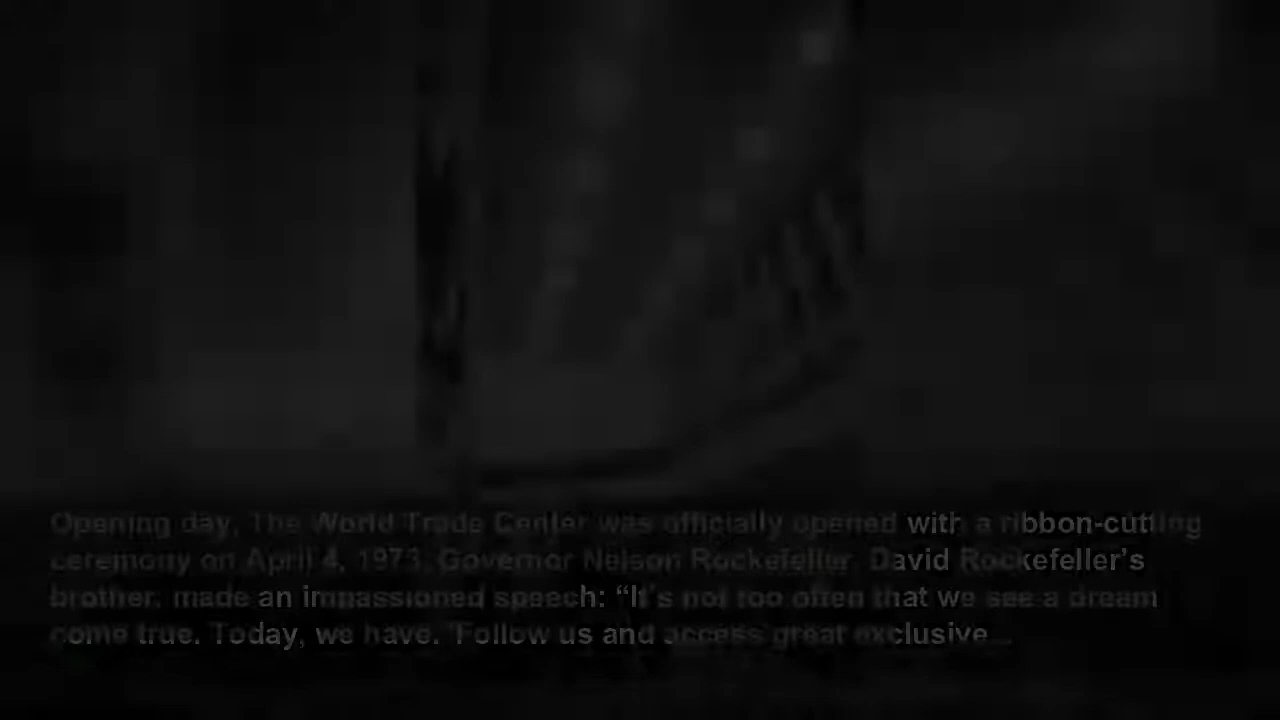 Opening day, The World Trade Center was officially opened with a ribbon-cutting
ceremony on April 4, 1973. Governor Nelson Rockefeller, David Rockefeller's
brother, made an impassioned speech: “It's not too often that we see a dream
come true. Today, we have. 'Follow us and access great exclusive...